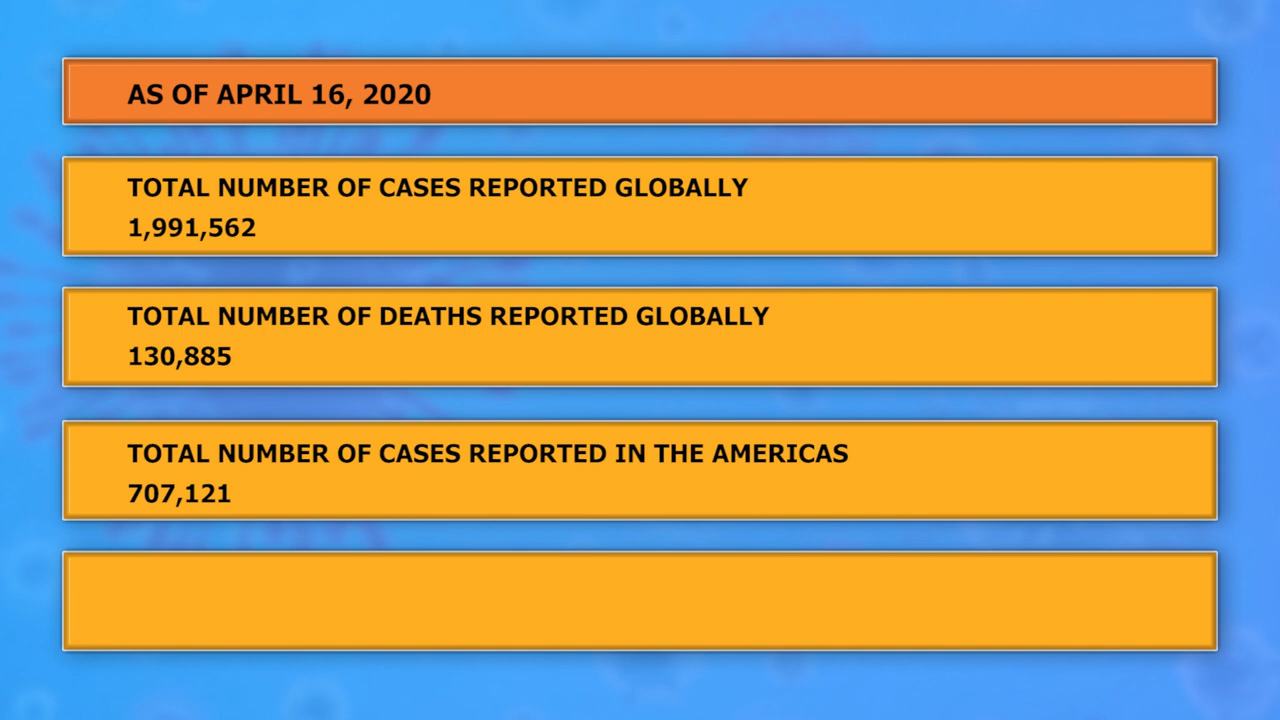 AS OF APRIL 16, 2020
TOTAL NUMBER OF CASES REPORTED GLOBALLY
1,991,562
TOTAL NUMBER OF DEATHS REPORTED GLOBALLY
130,885
TOTAL NUMBER OF CASES REPORTED IN THE AMERICAS
707,121